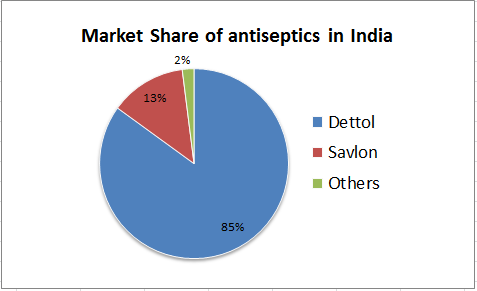 Market Share of antiseptics in India
2%
13%
85%
Dettol
Savlon
Others